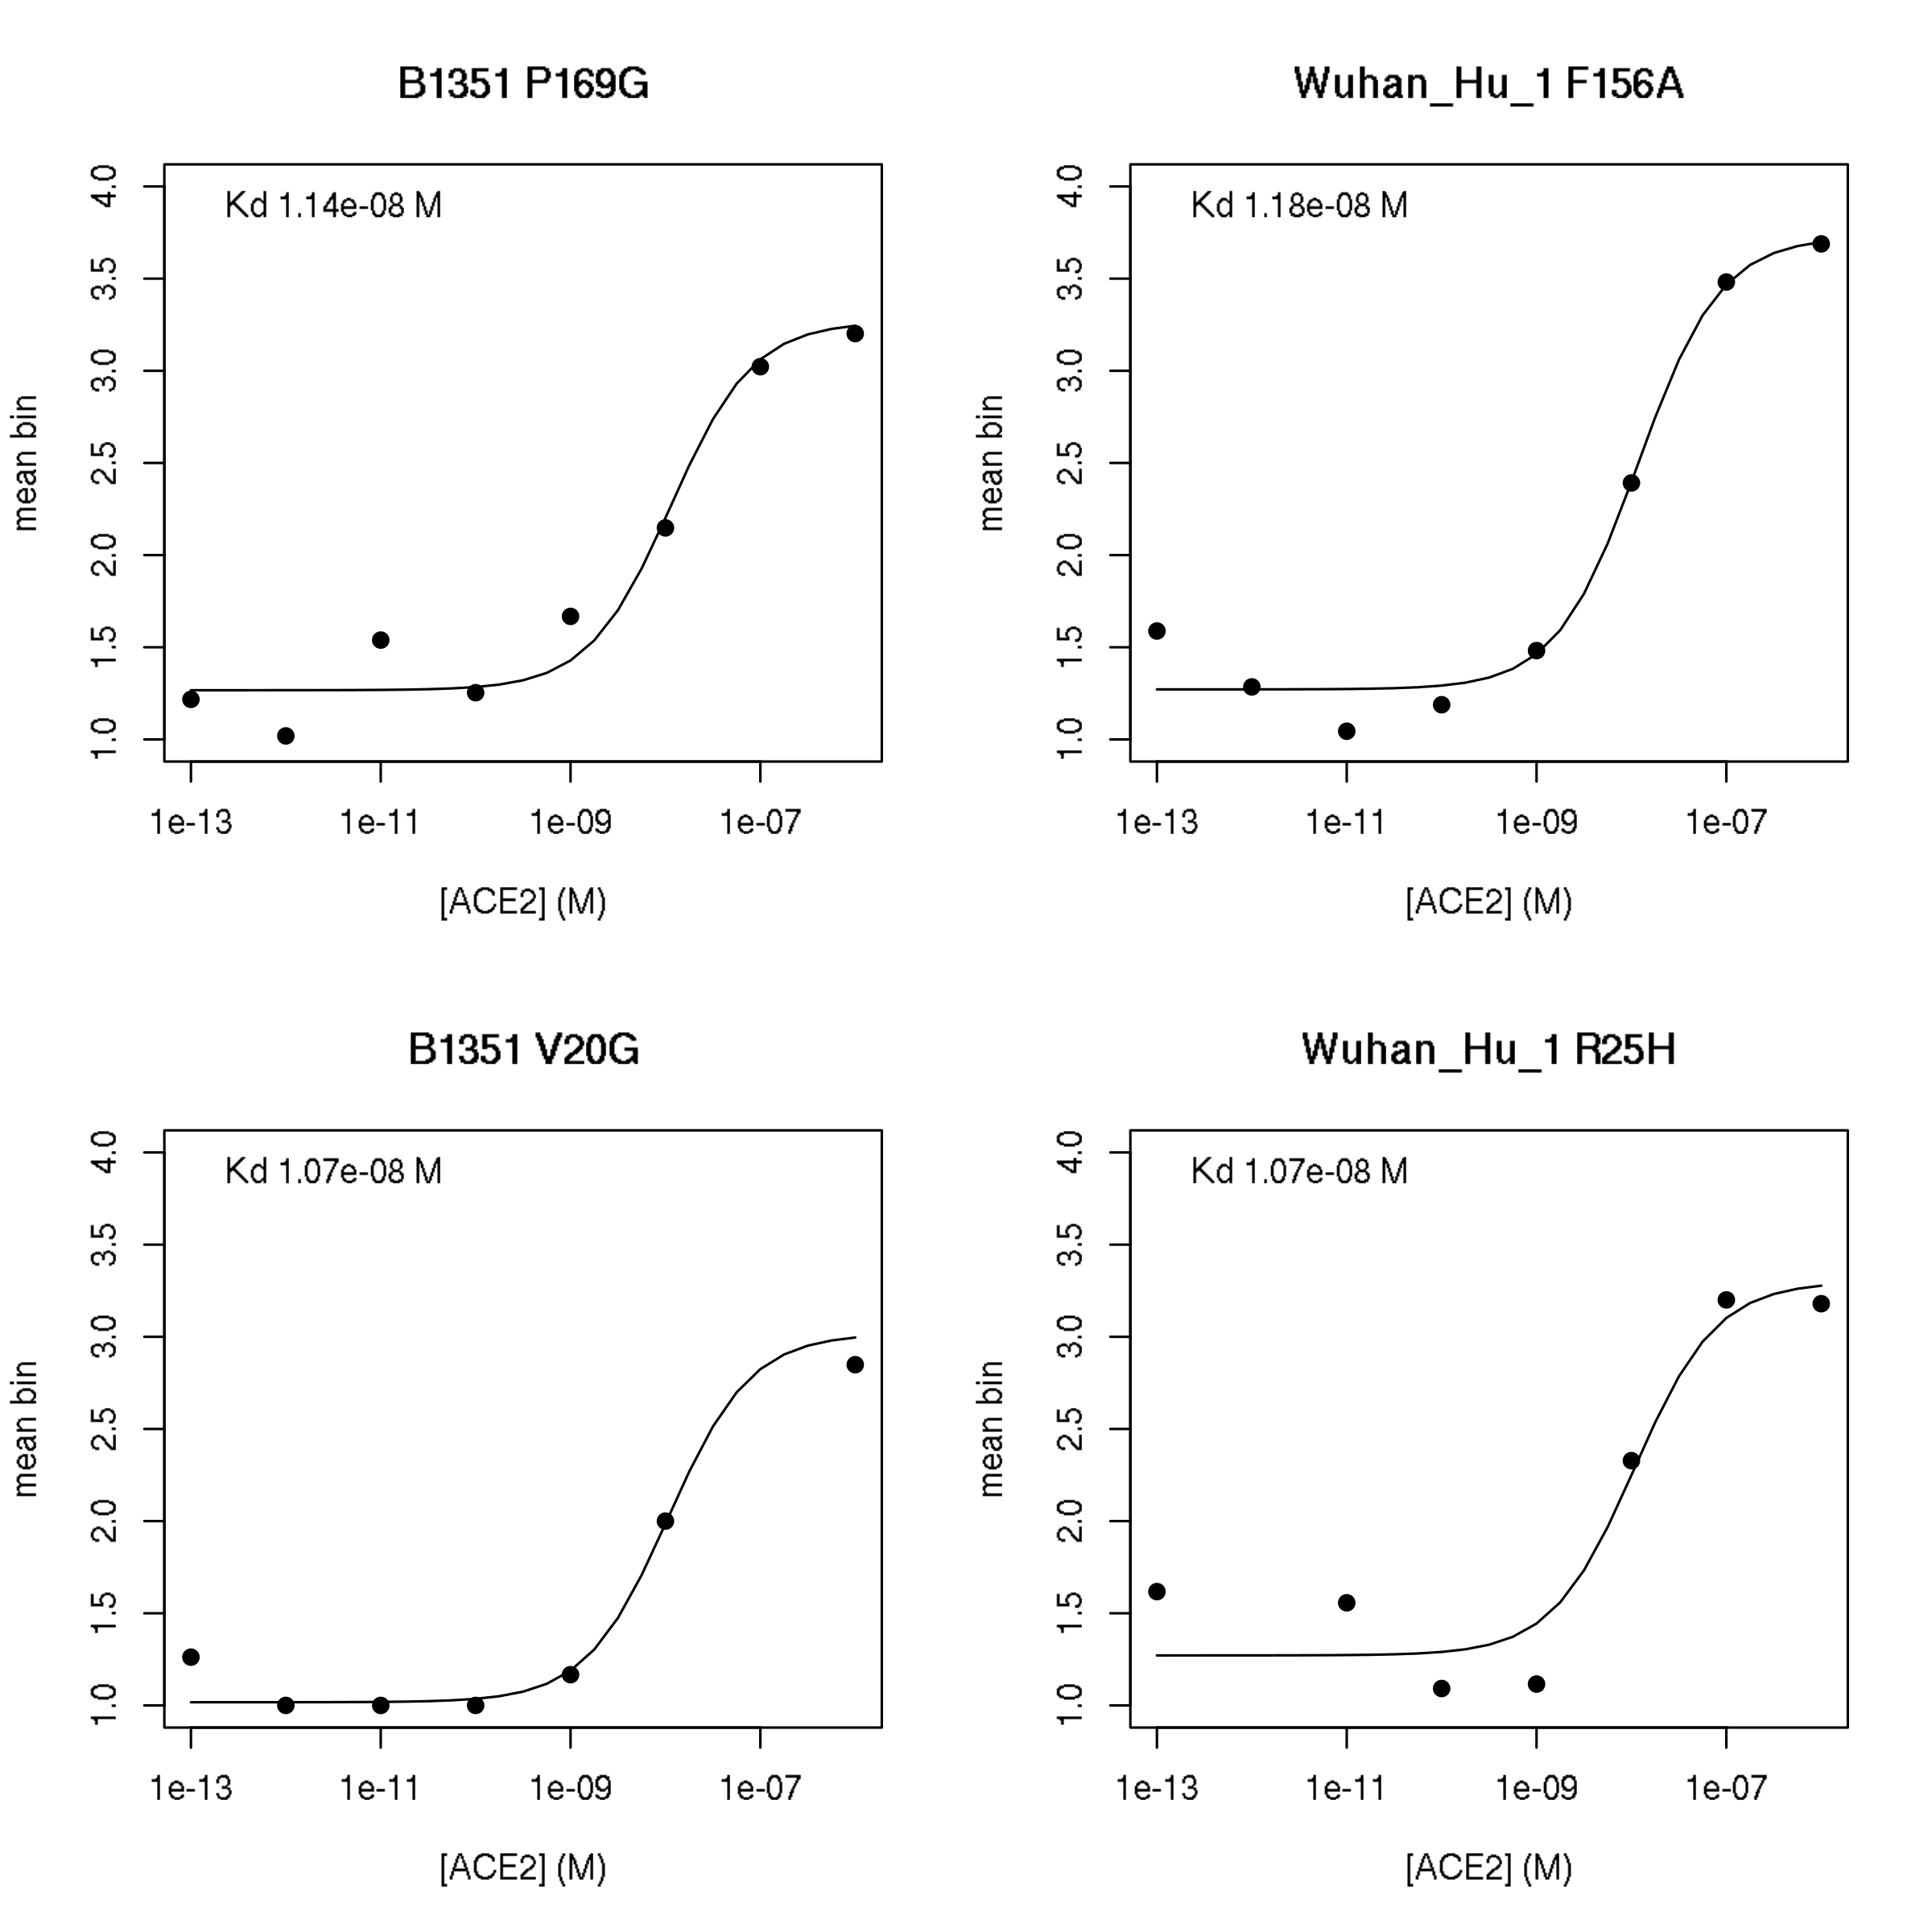 B1351 P169G
Kd 1.14e-08 M
4.0
3.5
3.0
2.5
2.0
1.5
1.0
mean bin
1e-13 1e-11 1e-09 1e-07
[ACE2] (M)
Wuhan_Hu_1 F156A
Kd 1.18e-08 M
4.0
3.5
3.0
2.5
2.0
1.5
1.0
mean bin
1e-13 1e-11 1e-09 1e-07
[ACE2] (M)
B1351 V20G
Kd 1.07e-08 M
4.0
3.5
3.0
2.5
2.0
1.5
1.0
mean bin
1e-13 1e-11 1e-09 1e-07
[ACE2] (M)
Wuhan_Hu_1 R25H
Kd 1.07e-08 M
4.0
3.5
3.0
2.5
2.0
1.5
1.0
mean bin
1e-13 1e-11 1e-09 1e-07
[ACE2] (M)